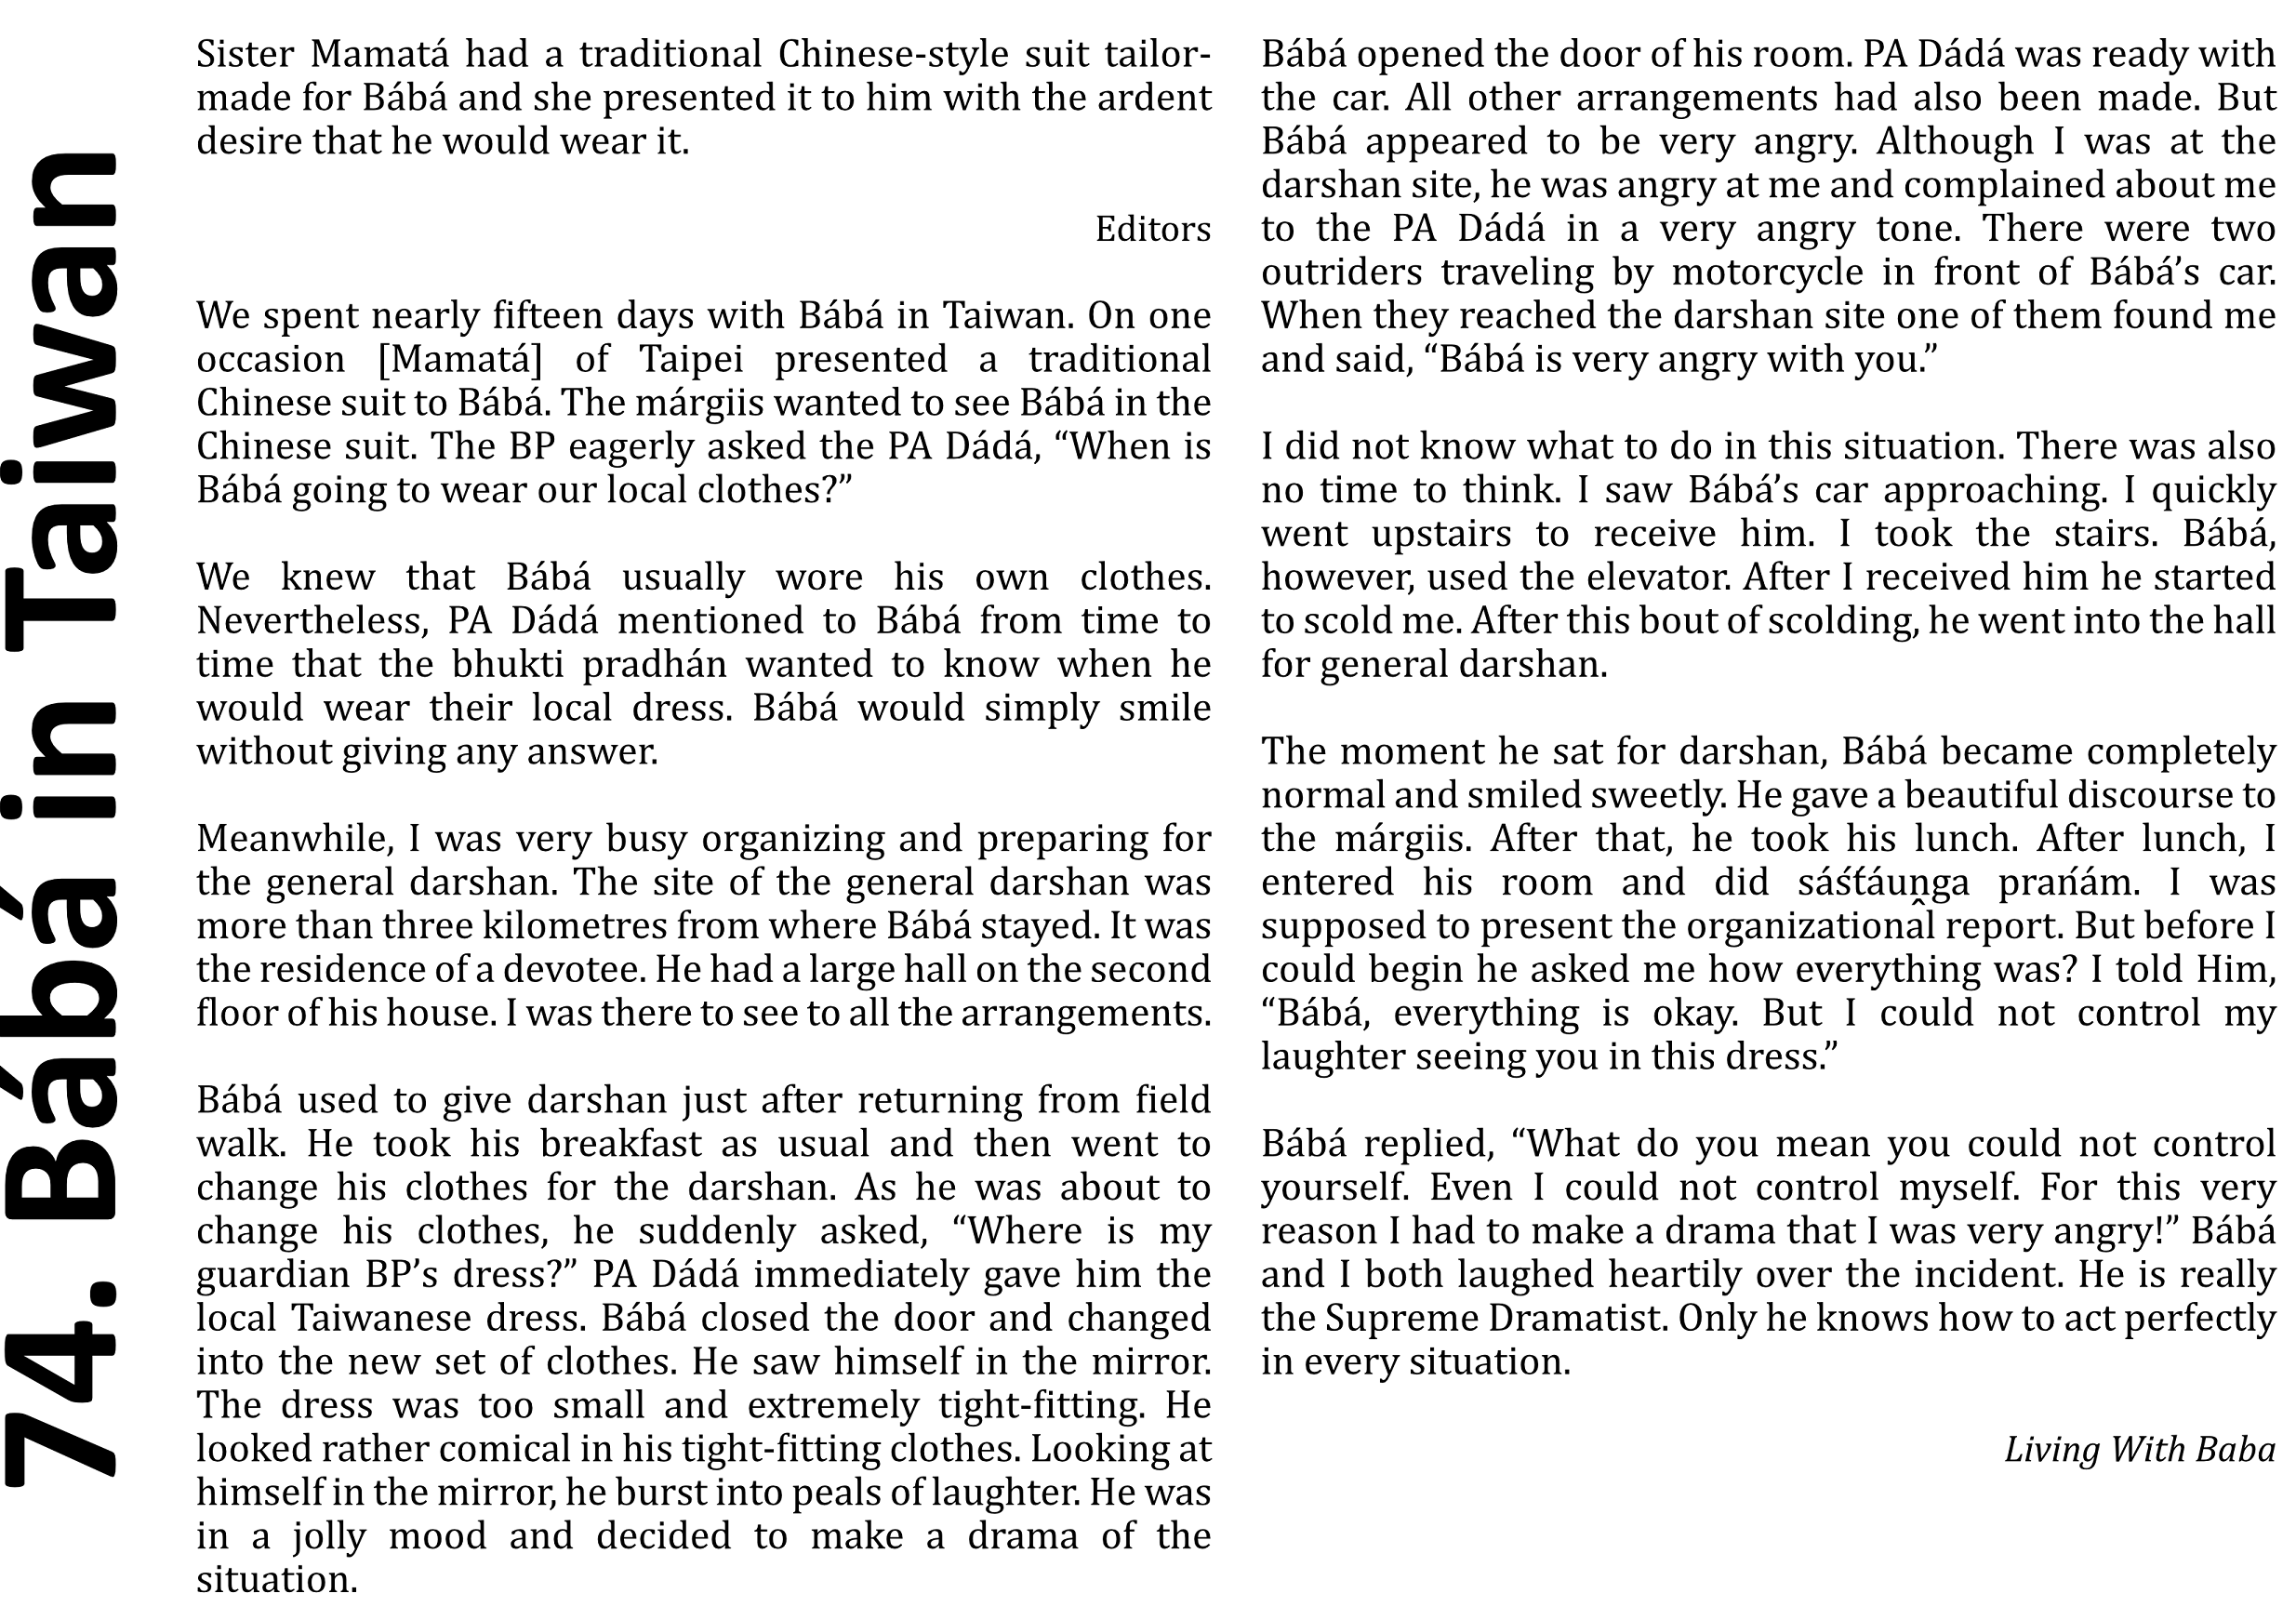 74. Bábá in Taiwan
Sister Mamatá had a traditional Chinese-style suit tailor-
made for Bábá and she presented it to him with the ardent
desire that he would wear it.
Editors
We spent nearly fifteen days with Bábá in Taiwan. On one
occasion [Mamatá] of Taipei presented a traditional
Chinese suit to Bábá. The márgiis wanted to see Bábá in the
Chinese suit. The BP eagerly asked the PA Dádá, “When is
Bábá going to wear our local clothes?”
We knew that Bábá usually wore his own clothes.
Nevertheless, PA Dádá mentioned to Bábá from time to
time that the bhukti pradhán wanted to know when he
would wear their local dress. Bábá would simply smile
without giving any answer.
Meanwhile, I was very busy organizing and preparing for
the general darshan. The site of the general darshan was
more than three kilometres from where Bábá stayed. It was
the residence of a devotee. He had a large hall on the second
floor of his house. I was there to see to all the arrangements.
Bábá used to give darshan just after returning from field
walk. He took his breakfast as usual and then went to
change his clothes for the darshan. As he was about to
change his clothes, he suddenly asked, “Where is my
guardian BP’s dress?” PA Dádá immediately gave him the
local Taiwanese dress. Bábá closed the door and changed
into the new set of clothes. He saw himself in the mirror.
The dress was too small and extremely tight-fitting. He
looked rather comical in his tight-fitting clothes. Looking at
himself in the mirror, he burst into peals of laughter. He was
in a jolly mood and decided to make a drama of the
situation.
Bábá opened the door of his room. PA Dádá was ready with
the car. All other arrangements had also been made. But
Bábá appeared to be very angry. Although I was at the
darshan site, he was angry at me and complained about me
to the PA Dádá in a very angry tone. There were two
outriders traveling by motorcycle in front of Bábá’s car.
When they reached the darshan site one of them found me
and said, “Bábá is very angry with you.”
I did not know what to do in this situation. There was also
no time to think. I saw Bábá’s car approaching. I quickly
went upstairs to receive him. I took the stairs. Bábá,
however, used the elevator. After I received him he started
to scold me. After this bout of scolding, he went into the hall
for general darshan.
The moment he sat for darshan, Bábá became completely
normal and smiled sweetly. He gave a beautiful discourse to
the márgiis. After that, he took his lunch. After lunch, I
entered his room and did sáśt́áuṋga prańám. I was
supposed to present the organizational report. But before I
could begin he asked me how everything was? I told Him,
“Bábá, everything is okay. But I could not control my
laughter seeing you in this dress.”
Bábá replied, “What do you mean you could not control
yourself. Even I could not control myself. For this very
reason I had to make a drama that I was very angry!” Bábá
and I both laughed heartily over the incident. He is really
the Supreme Dramatist. Only he knows how to act perfectly
in every situation.
Living With Baba